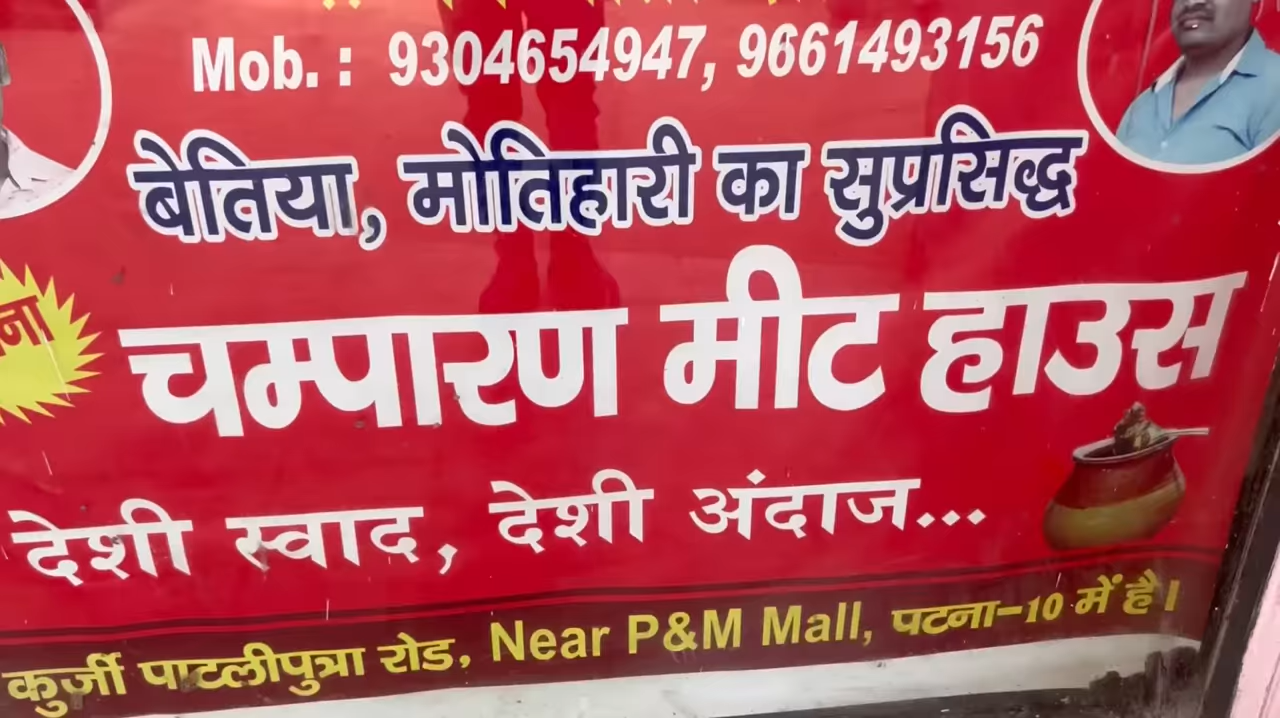 Mob. : 9304654947, 9661493156
बेतिया, मोतिहारी का सुप्रसिद्ध
चम्पारण मीट हाउस
देशी स्वाद, देशी अंदाज...
कुर्जी पाटलीपुत्रा रोड, Near P&M Mall, पटना-10 में है।